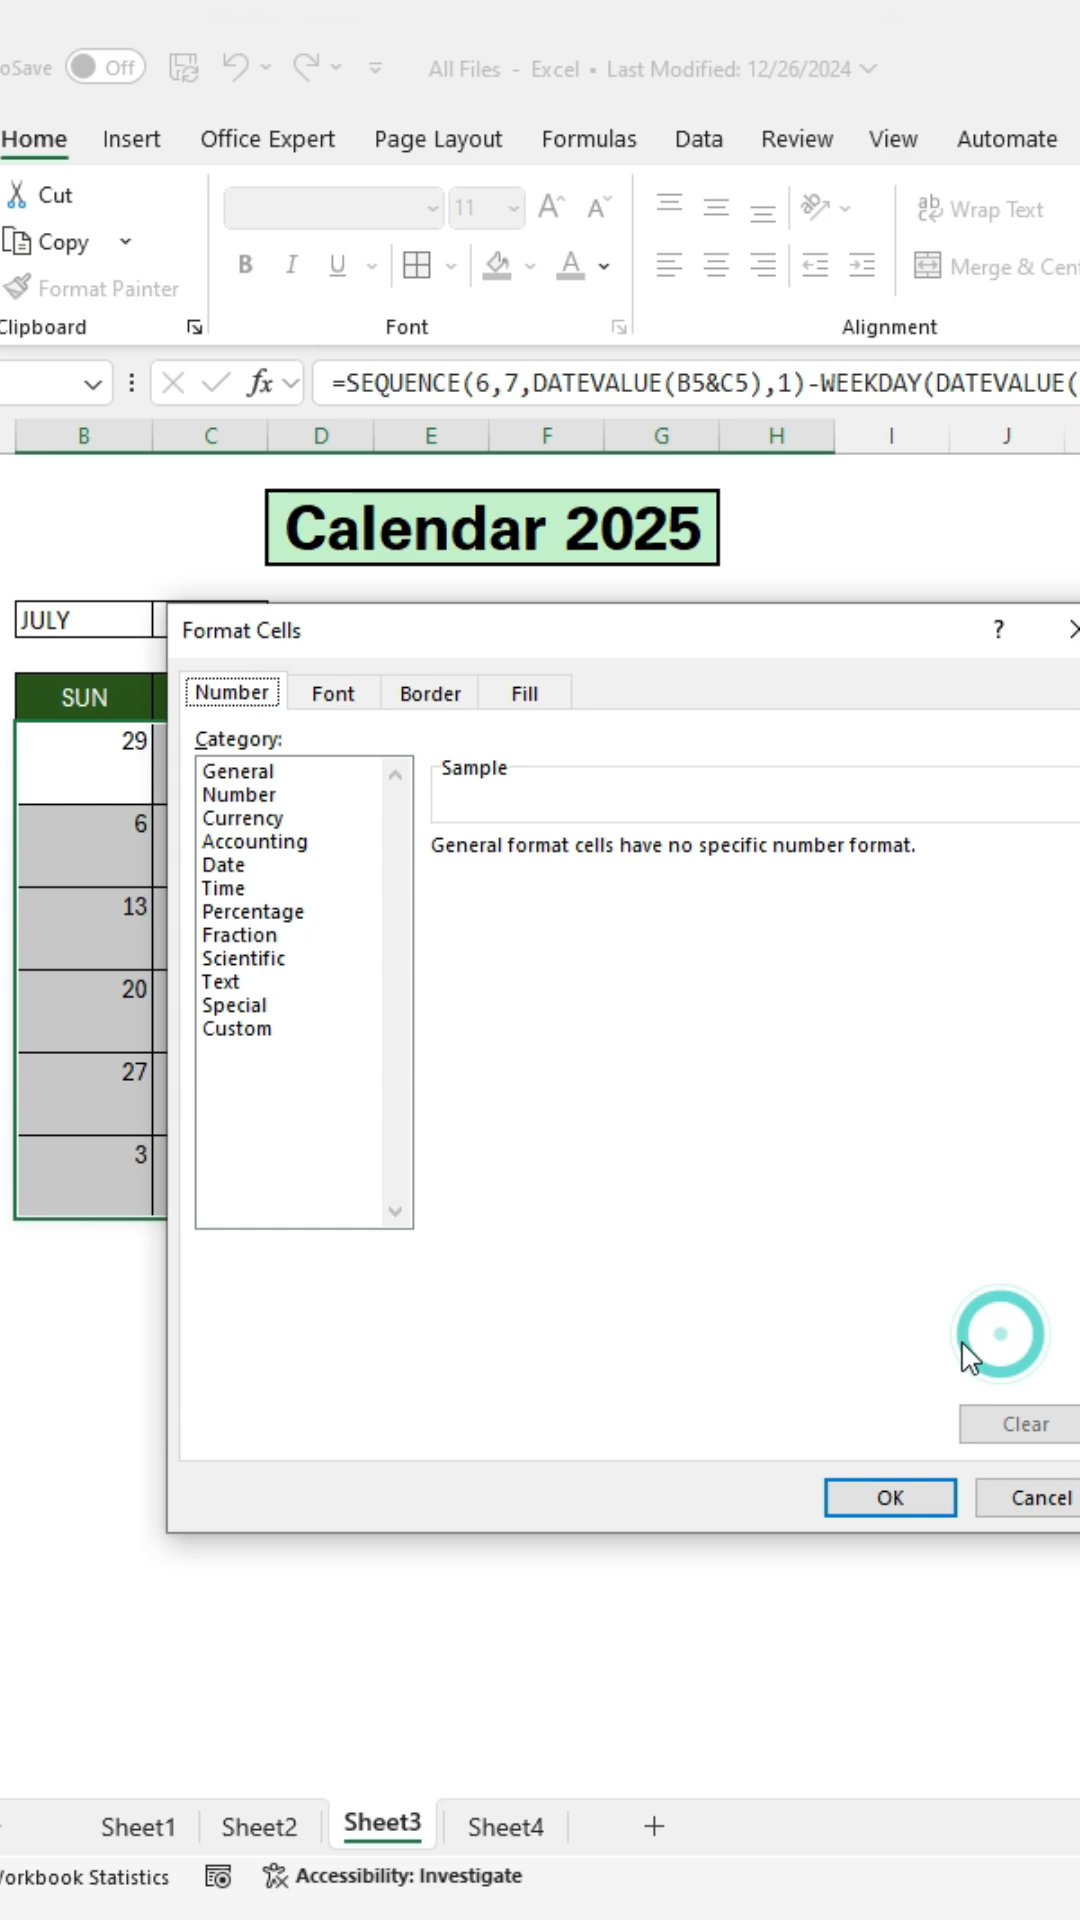 oSave Off All Files - Excel • Last Modified: 12/26/2024
Home Insert Office Expert Page Layout Formulas Data Review View Automate
Cut
Copy
Format Painter
Clipboard
11
B I U
Font
Wrap Text
Merge & Cent
Alignment
fx =SEQUENCE(6,7,DATEVALUE(B5&C5),1)-WEEKDAY(DATEVALUE(
B C D E F G H I J
Calendar 2025
JULY
SUN
29
6
13
20
27
3
Format Cells ?
Number Font Border Fill
Category:
General
Number
Currency
Accounting
Date
Time
Percentage
Fraction
Scientific
Text
Special
Custom
Sample
General format cells have no specific number format.
Clear
OK Cancel
Sheet1 Sheet2 Sheet3 Sheet4 +
Workbook Statistics Accessibility: Investigate